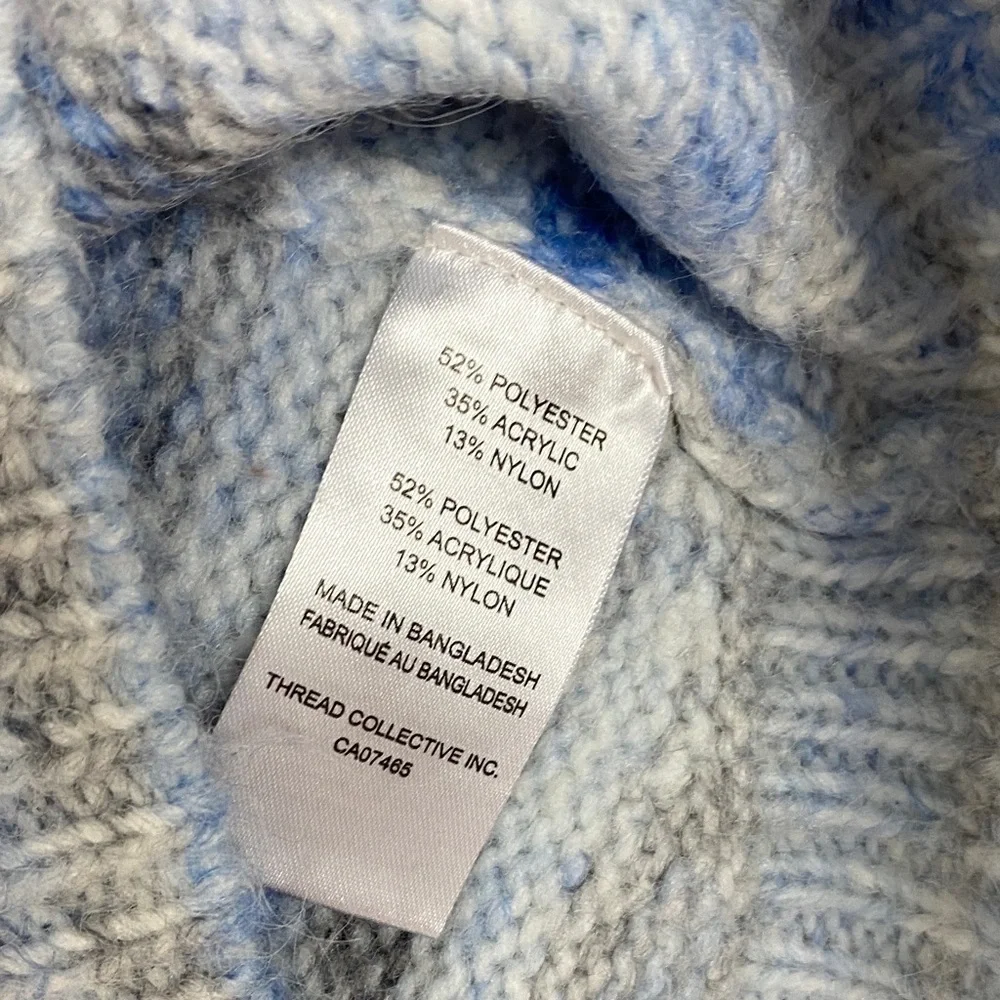 52% POLYESTER
35% ACRYLIC
13% NYLON
52% POLYESTER
35% ACRYLIQUE
13% NYLON
MADE IN BANGLADESH
FABRIQUÉ AU BANGLADESH
THREAD COLLECTIVE INC.
CA07465